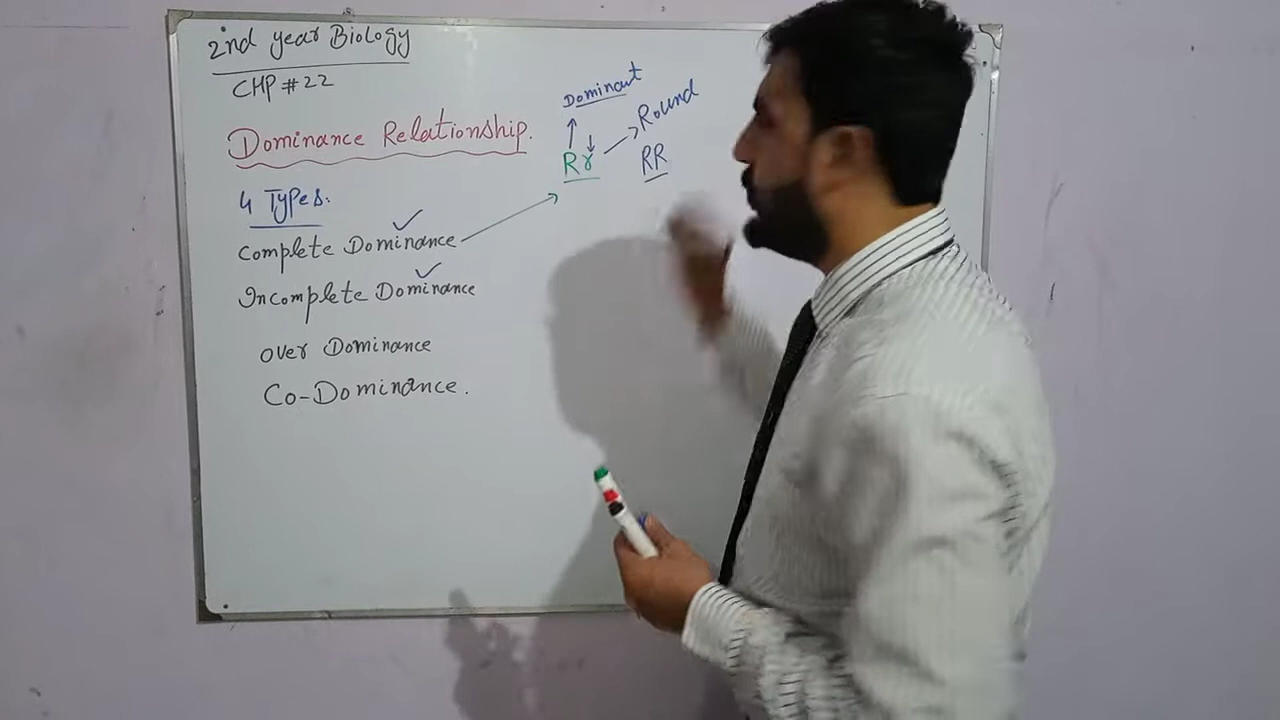 2nd year Biology
CHP # 22
Dominance Relationship.
4 Types.
Complete Dominance
Incomplete Dominance
Over Dominance
Co-Dominance.
Dominant
Round
Rr
RR